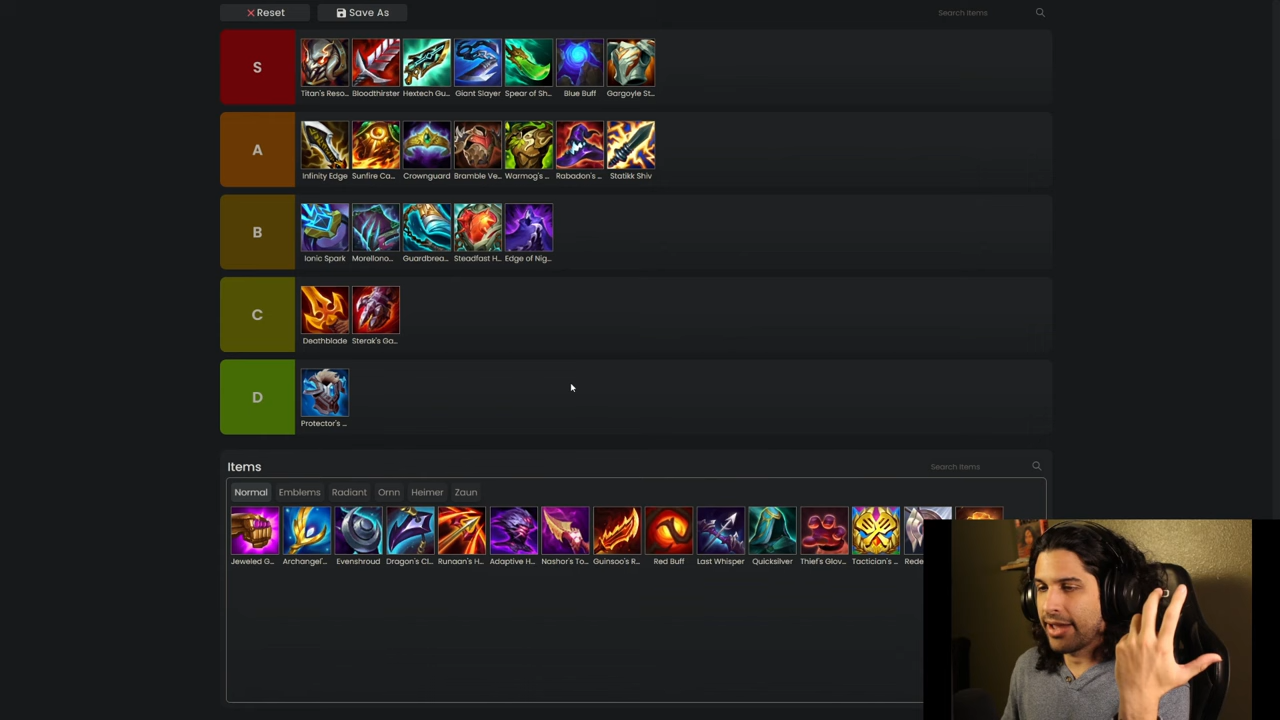 Reset
Save As
Search Items
S
Titan's Reso... Bloodthirster Hextech Gu... Giant Slayer Spear of Sh... Blue Buff Gargoyle St...
A
Infinity Edge Sunfire Ca... Crownguard Bramble Ve... Warmog's ... Rabadon's ... Statikk Shiv
B
Ionic Spark Morellono... Guardbrea... Steadfast H... Edge of Nig...
C
Deathblade Sterak's Ga...
D
Protector's ...
Items
Search Items
Normal Emblems Radiant Ornn Heimer Zaun
Jeweled G... Archangel'... Evenshroud Dragon's Cl... Runaan's H... Adaptive H... Nashor's To... Guinsoo's R... Red Buff Last Whisper Quicksilver Thief's Glov... Tactician's ... Rede